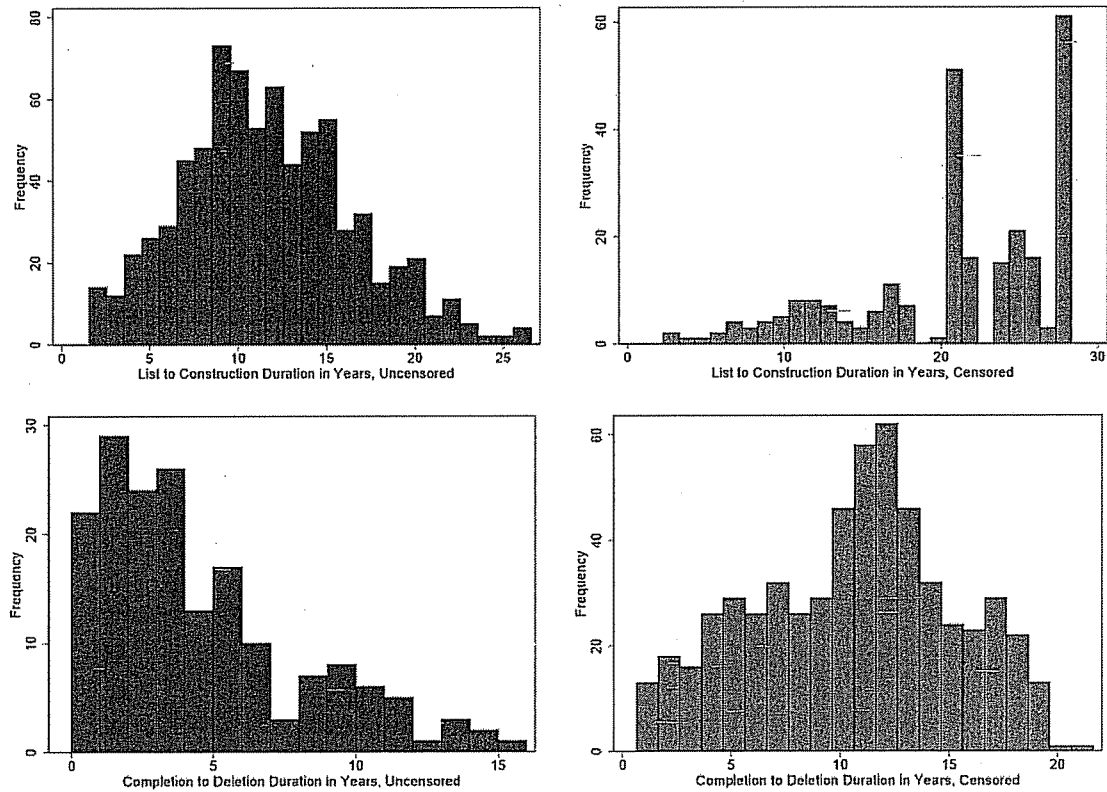 80
60
40
20
0
Frequency
0 5 10 15 20 25
List to Construction Duration in Years, Uncensored
60
40
20
0
Frequency
0 10 20 30
List to Construction Duration in Years, Censored
30
20
10
0
Frequency
0 5 10 15
Completion to Deletion Duration in Years, Uncensored
60
40
20
0
Frequency
0 5 10 15 20
Completion to Deletion Duration in Years, Censored